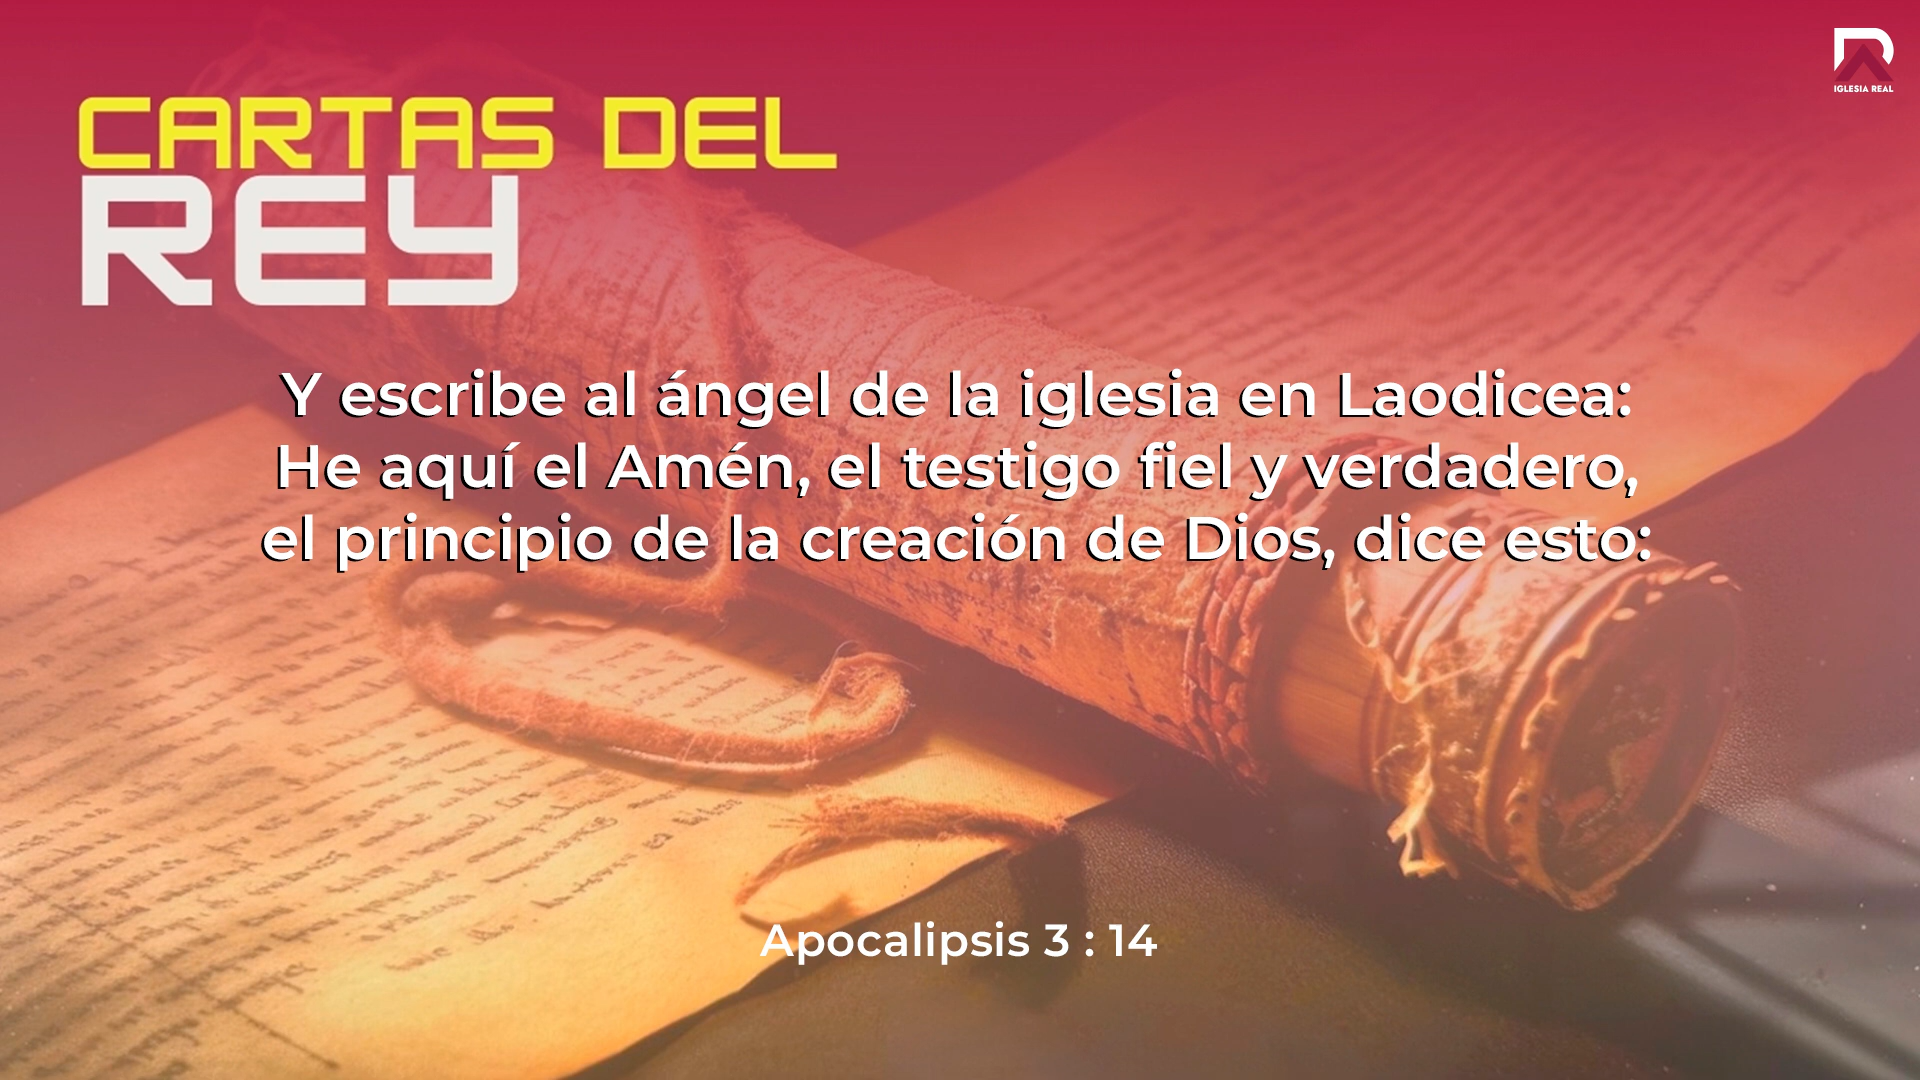 CARTAS DEL
REY
IGLESIA REAL
Y escribe al ángel de la iglesia en Laodicea:
He aquí el Amén, el testigo fiel y verdadero,
el principio de la creación de Dios, dice esto:
Apocalipsis 3 : 14